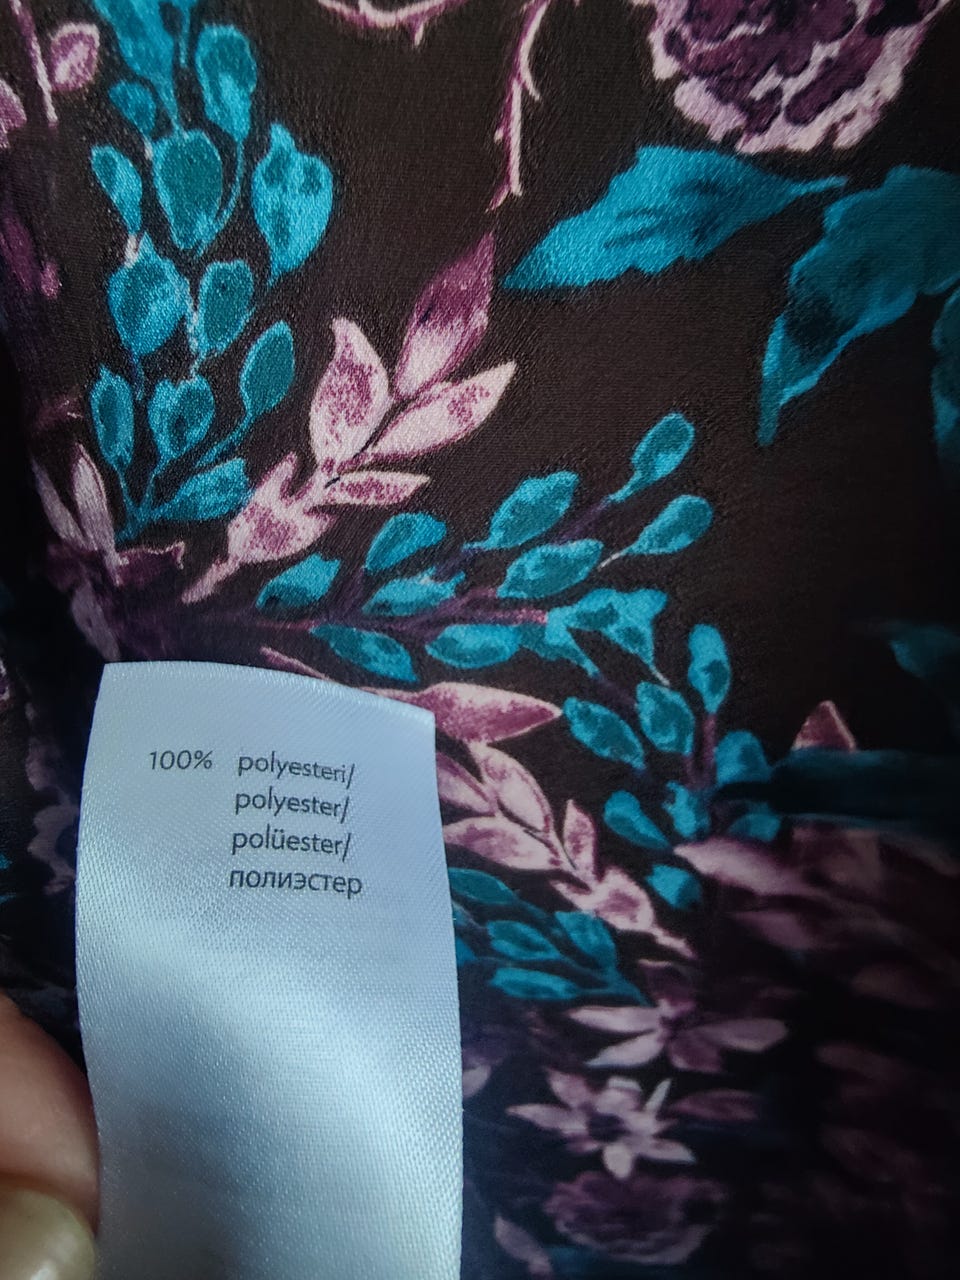 100% polyesteri/
polyester/
polüester/
полиэстер